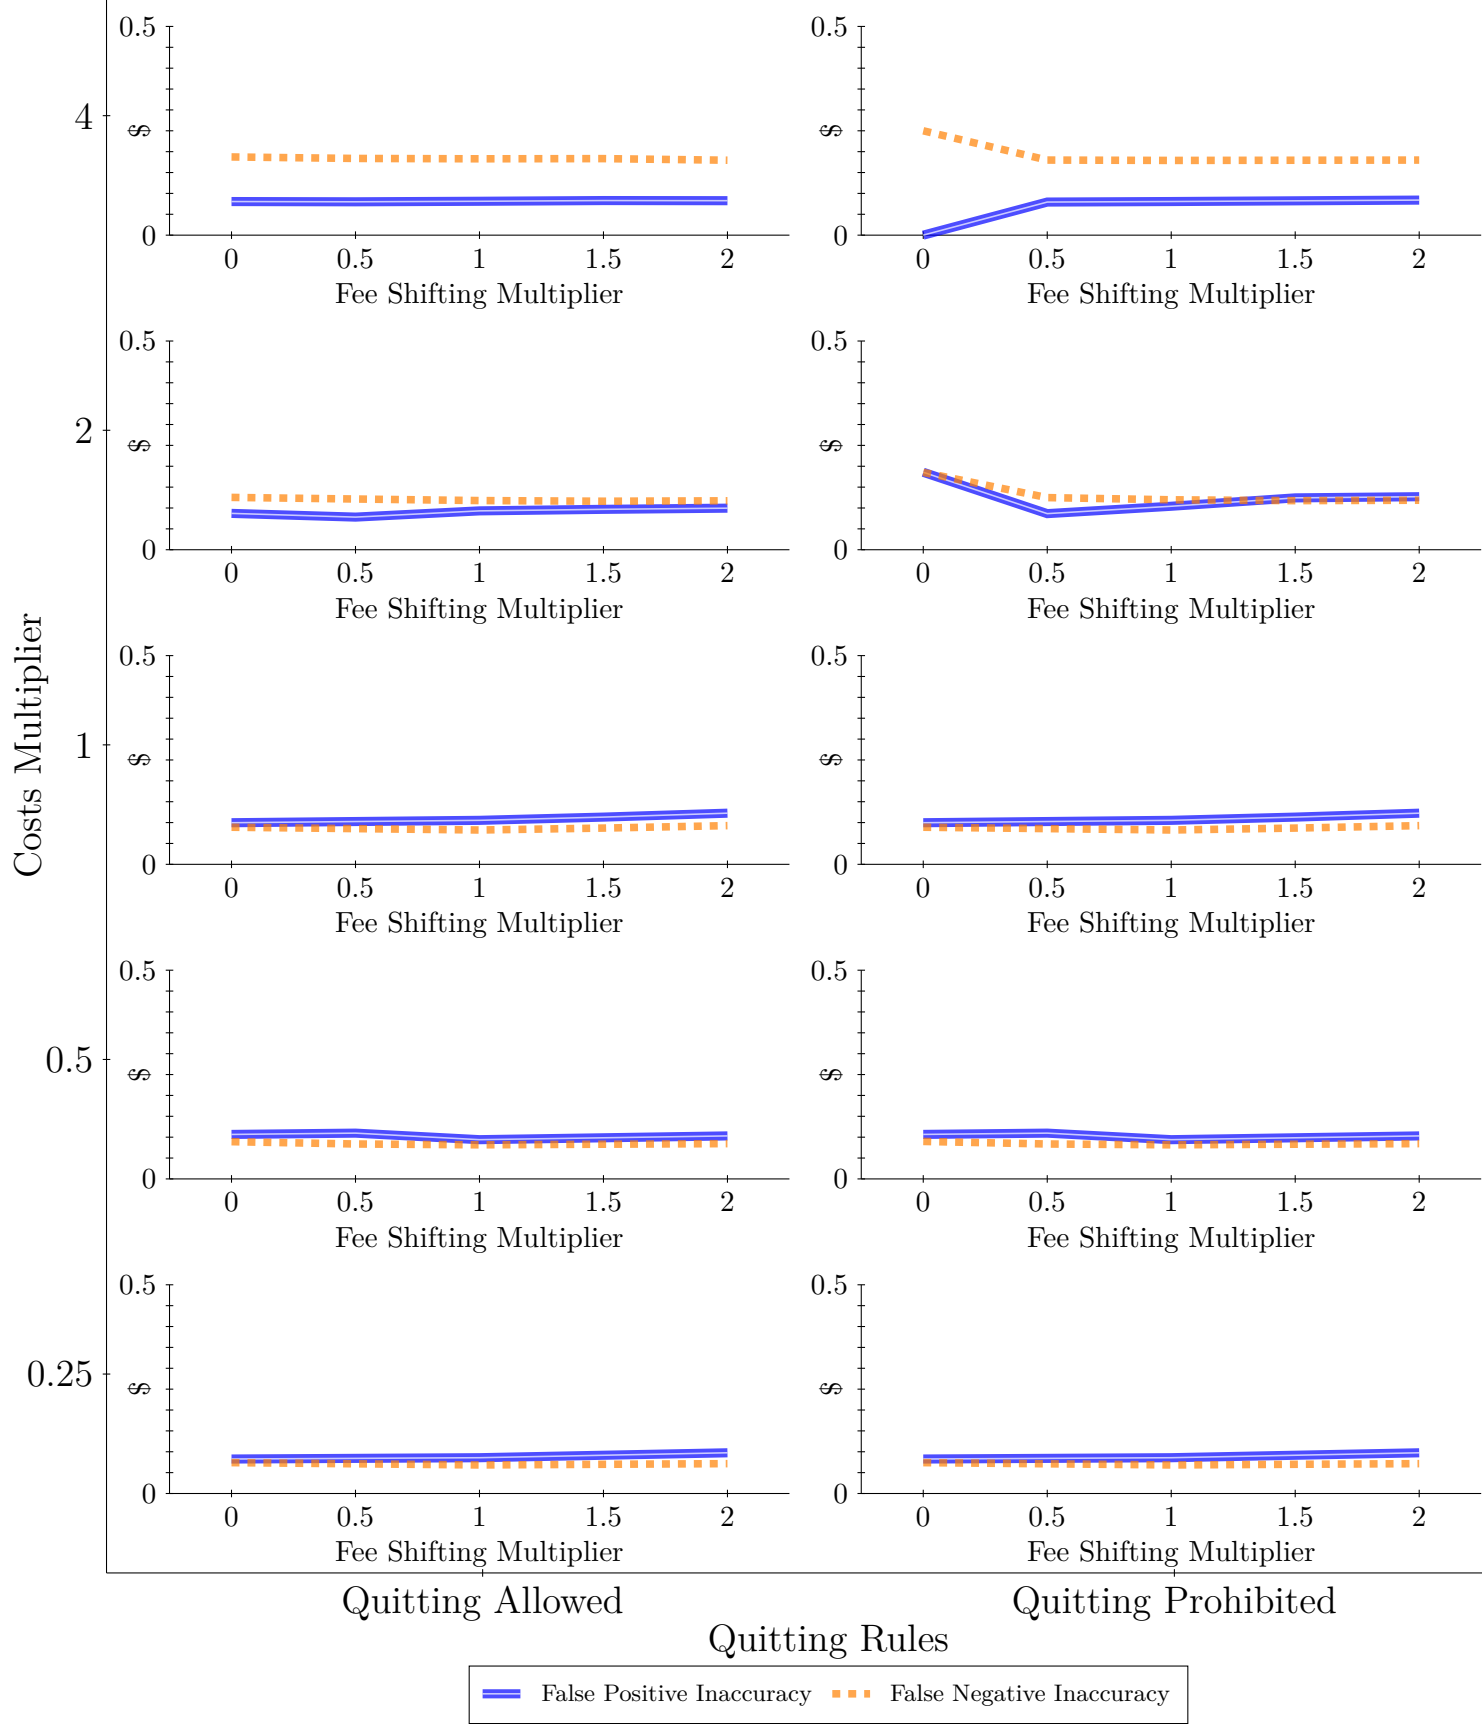 0.5
0.5
4
$
$
0
0
0 0.5 1 1.5 2
0 0.5 1 1.5 2
Fee Shifting Multiplier
Fee Shifting Multiplier
0.5
0.5
2
$
$
0
0
0 0.5 1 1.5 2
0 0.5 1 1.5 2
Fee Shifting Multiplier
Fee Shifting Multiplier
Costs Multiplier
0.5
0.5
1
$
$
0
0
0 0.5 1 1.5 2
0 0.5 1 1.5 2
Fee Shifting Multiplier
Fee Shifting Multiplier
0.5
0.5
0.5
$
$
0
0
0 0.5 1 1.5 2
0 0.5 1 1.5 2
Fee Shifting Multiplier
Fee Shifting Multiplier
0.5
0.5
0.25
$
$
0
0
0 0.5 1 1.5 2
0 0.5 1 1.5 2
Fee Shifting Multiplier
Fee Shifting Multiplier
Quitting Allowed
Quitting Prohibited
Quitting Rules
False Positive Inaccuracy
False Negative Inaccuracy